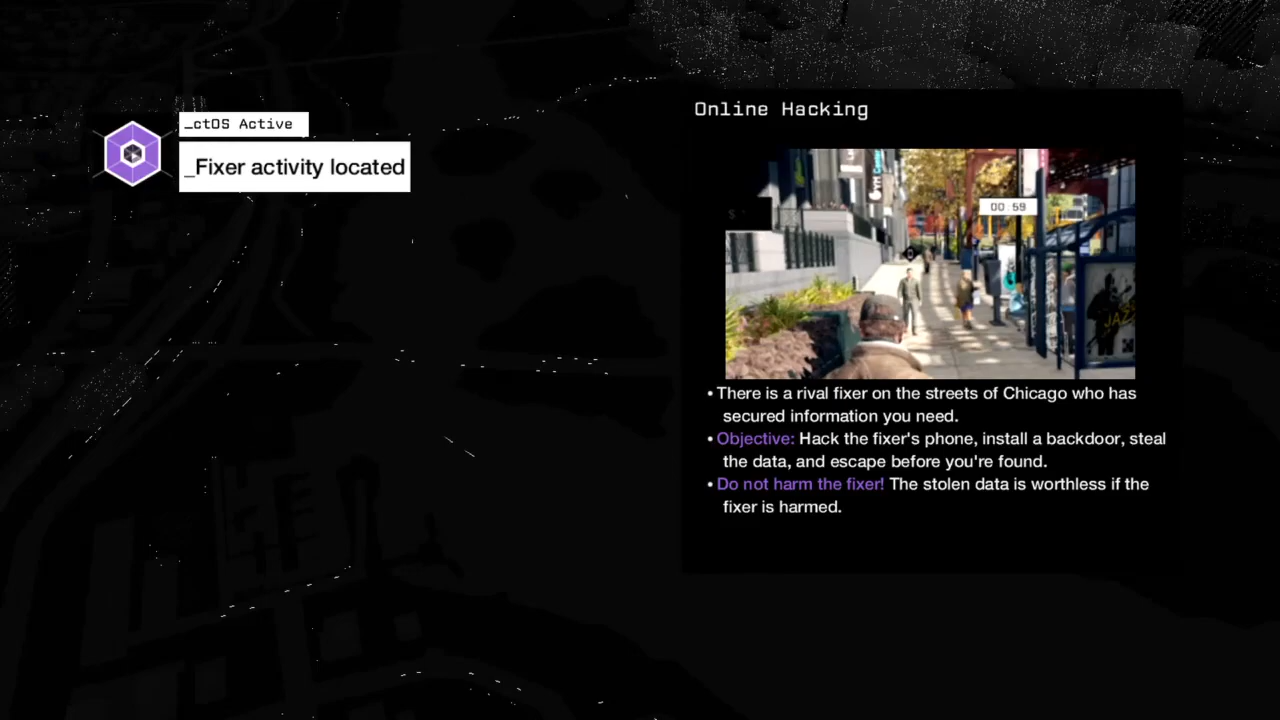 _ctOS Active
_Fixer activity located
Online Hacking
00:59
JAZZ
• There is a rival fixer on the streets of Chicago who has
secured information you need.
• Objective: Hack the fixer's phone, install a backdoor, steal
the data, and escape before you're found.
• Do not harm the fixer! The stolen data is worthless if the
fixer is harmed.